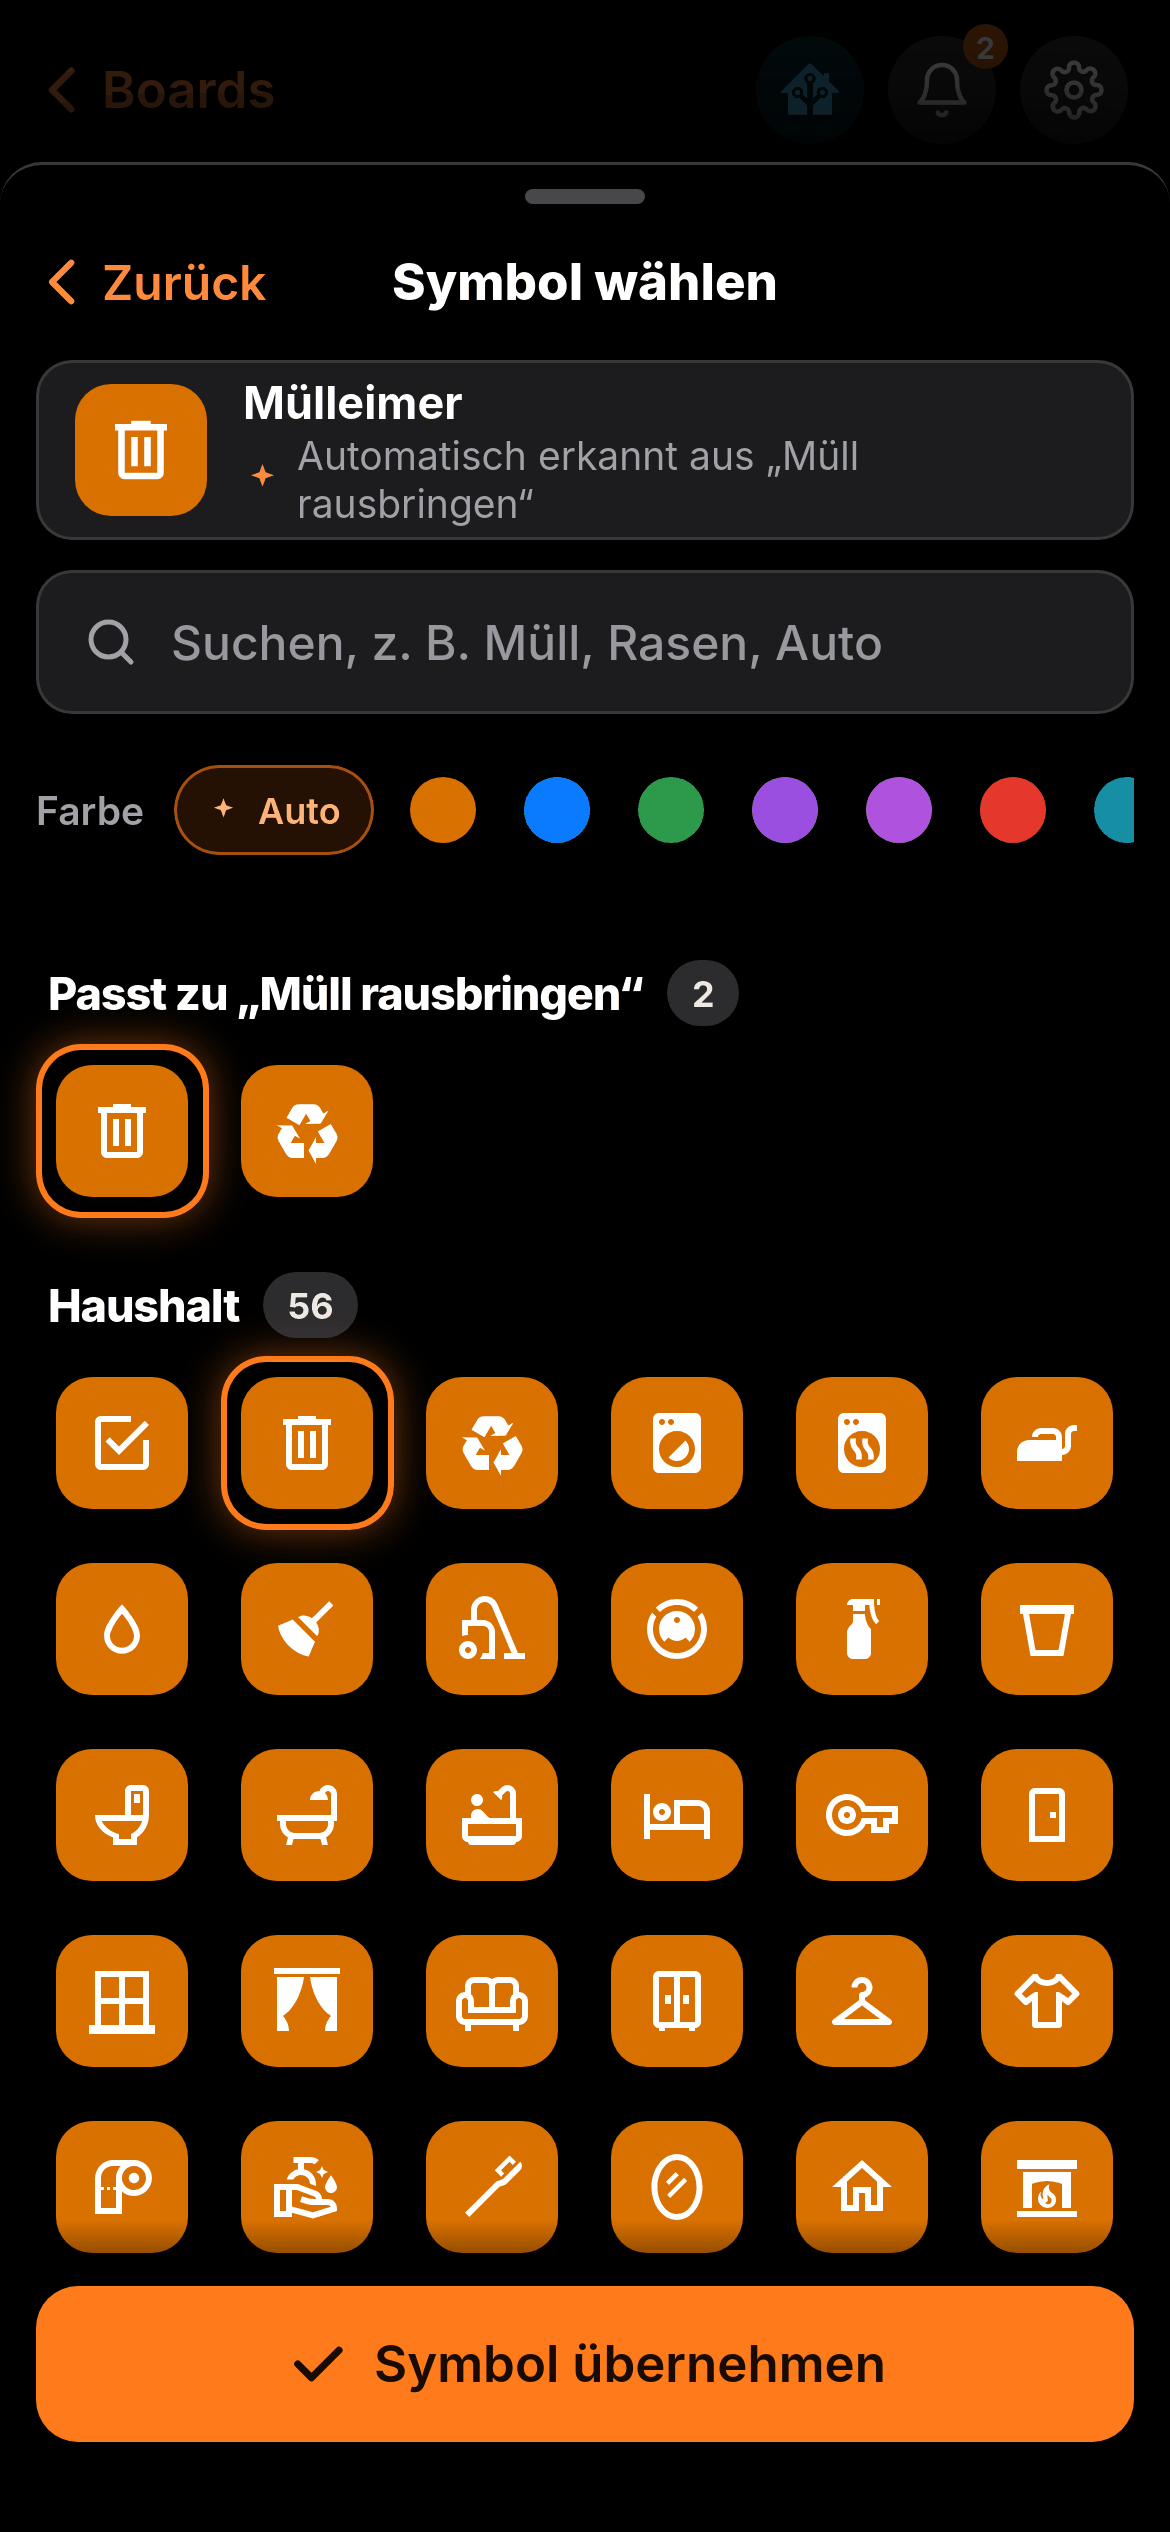 Boards
2
Zurück
Symbol wählen
Mülleimer
Automatisch erkannt aus „Müll
rausbringen“
Suchen, z. B. Müll, Rasen, Auto
Farbe
Auto
Passt zu „Müll rausbringen“
2
Haushalt
56
Symbol übernehmen